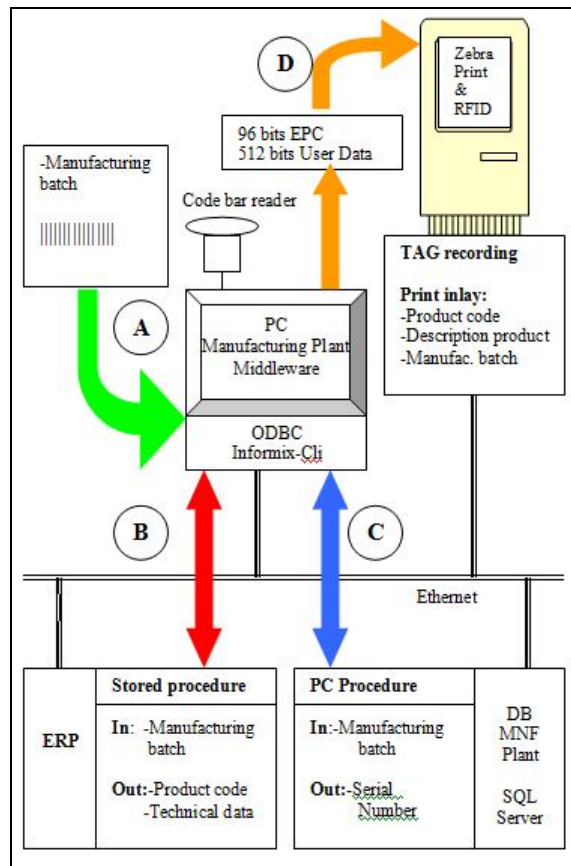 D
Zebra
Print
&
RFID
96 bits EPC
512 bits User Data
-Manufacturing
batch
Code bar reader
TAG recording
Print inlay:
-Product code
-Description product
-Manufac. batch
A
PC
Manufacturing Plant
Middleware
ODBC
Informix-Cli
B
C
Ethernet
ERP
Stored procedure
In: -Manufacturing
batch
Out:-Product code
-Technical data
PC Procedure
In:-Manufacturing
batch
Out:-Serial
Number
DB
MNF
Plant
SQL
Server